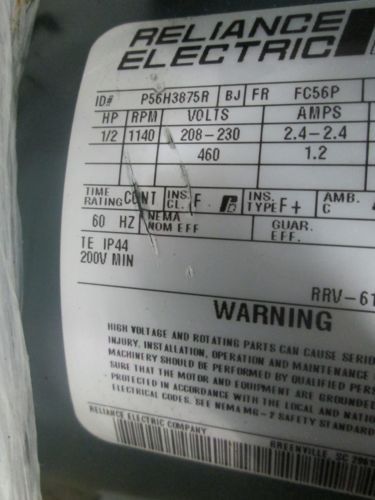 RELIANCE
ELECTRIC
ID# P56H3875R BJ FR FC56P
HP RPM VOLTS AMPS
1/2 1140 208-230 2.4-2.4
460 1.2
TIME RATING CONT INS. CL. F INS. TYPE F+ AMB. C
60 HZ NEMA NOM EFF GUAR. EFF.
TE IP44
200V MIN
RRV-61
WARNING
HIGH VOLTAGE AND ROTATING PARTS CAN CAUSE SERIO
INJURY. INSTALLATION, OPERATION AND MAINTENANCE
MACHINERY SHOULD BE PERFORMED BY QUALIFIED PERS
SURE THAT THE MOTOR AND EQUIPMENT ARE GROUNDED
PROTECTED IN ACCORDANCE WITH THE LOCAL AND NATI
ELECTRICAL CODES. SEE NEMA MG-2 SAFETY STANDARD
RELIANCE ELECTRIC COMPANY GREENVILLE, SC